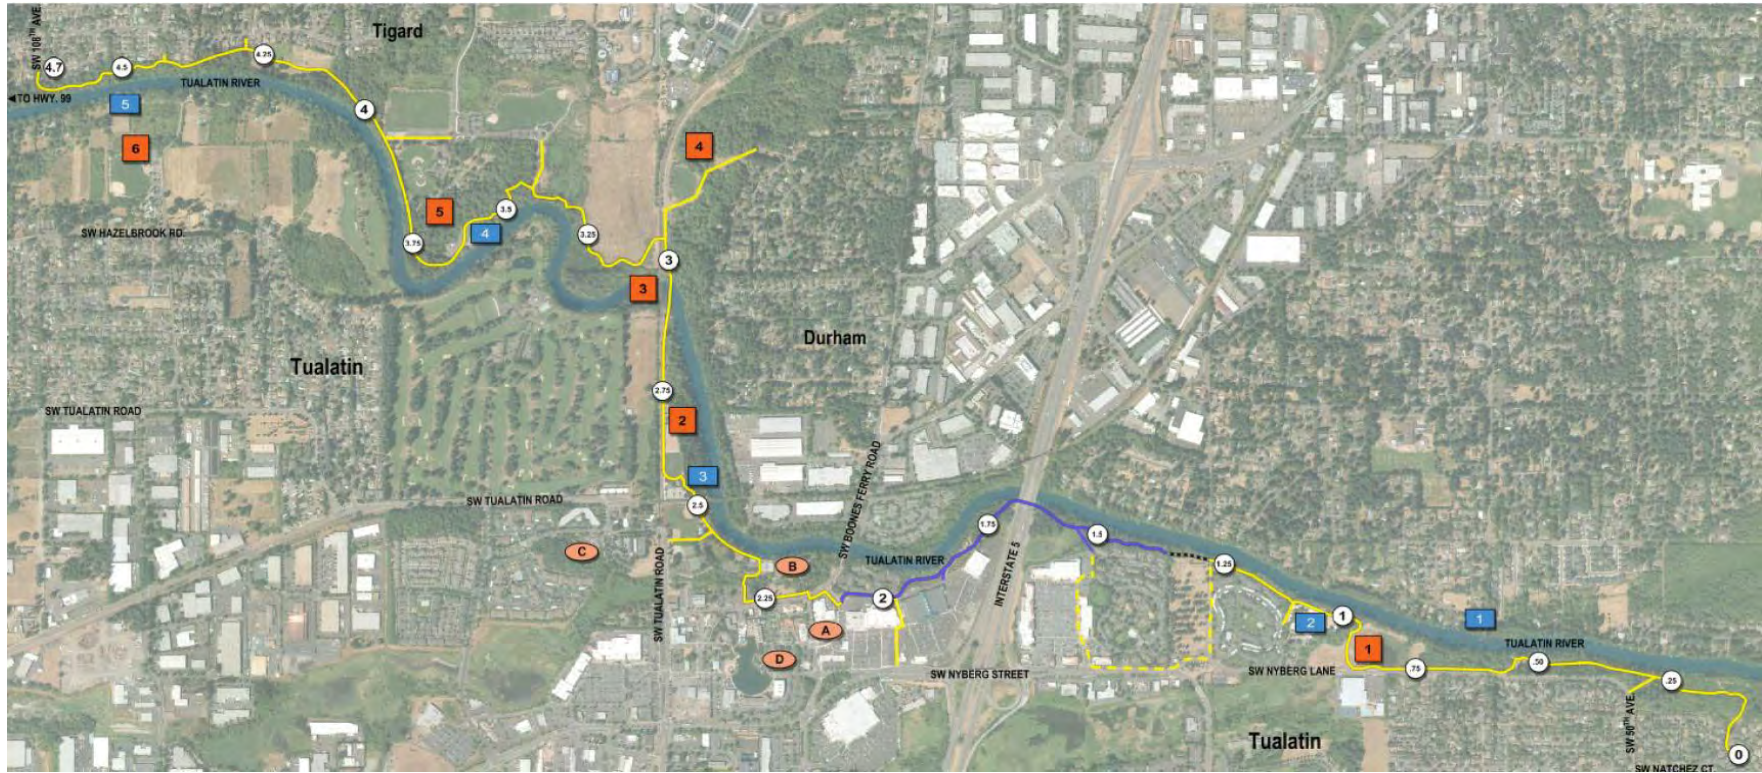 SW 108TH AVE.
Tigard
4.7
4.5
4.25
TUALATIN RIVER
◄TO HWY. 99
5
4
6
4
5
3.5
4
SW HAZELBROOK RD.
3.75
3.25
3
3
Durham
Tualatin
2.75
SW TUALATIN ROAD
2
3
SW TUALATIN ROAD
2.5
SW BOONES FERRY ROAD
1.75
1.5
C
B
TUALATIN RIVER
INTERSTATE 5
1.25
SW TUALATIN ROAD
2.25
2
A
D
2
1
1
TUALATIN RIVER
1
SW NYBERG STREET
SW NYBERG LANE
.75
.50
.25
SW 50TH AVE.
Tualatin
0
SW NATCHEZ CT.